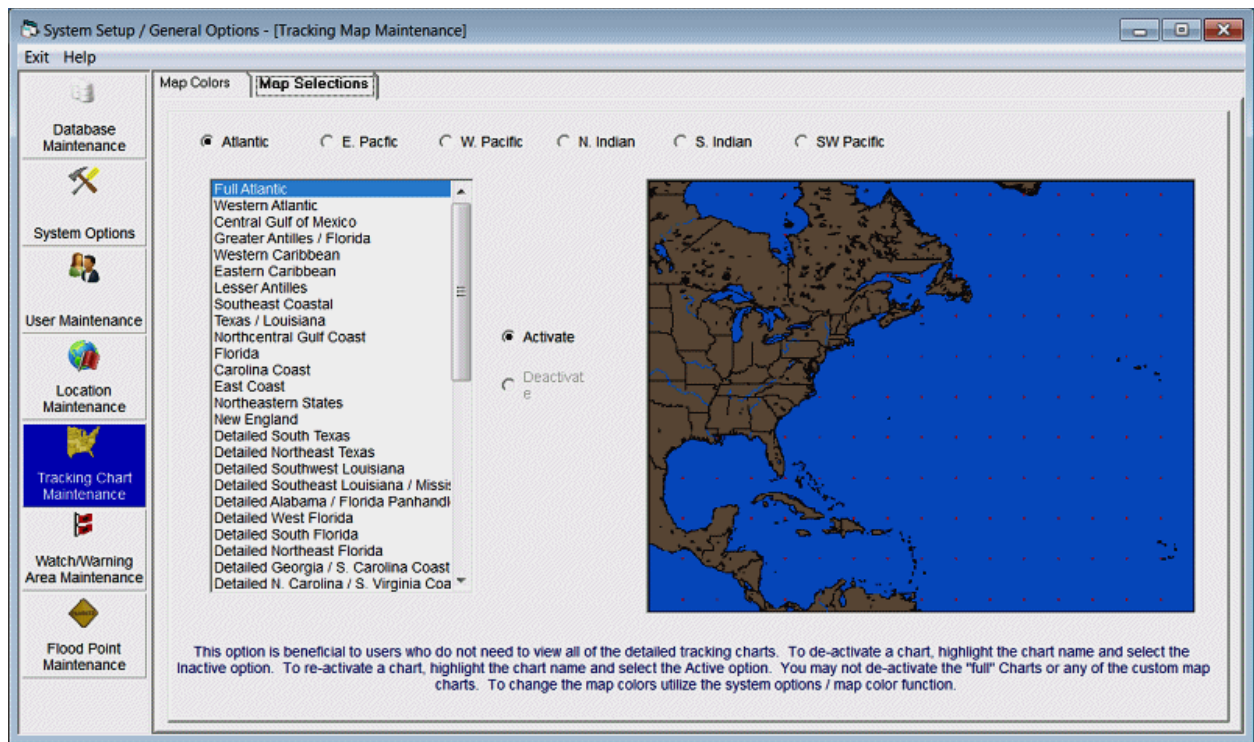 System Setup / General Options - [Tracking Map Maintenance]
Exit Help
Database
Maintenance
System Options
User Maintenance
Location
Maintenance
Tracking Chart
Maintenance
Watch/Warning
Area Maintenance
Flood Point
Maintenance
Map Colors Map Selections
Atlantic E. Pacfic W. Pacific N. Indian S. Indian SW Pacific
Full Atlantic
Western Atlantic
Central Gulf of Mexico
Greater Antilles / Florida
Western Caribbean
Eastern Caribbean
Lesser Antilles
Southeast Coastal
Texas / Louisiana
Northcentral Gulf Coast
Florida
Carolina Coast
East Coast
Northeastern States
New England
Detailed South Texas
Detailed Northeast Texas
Detailed Southwest Louisiana
Detailed Southeast Louisiana / Missis
Detailed Alabama / Florida Panhandl
Detailed West Florida
Detailed South Florida
Detailed Northeast Florida
Detailed Georgia / S. Carolina Coast
Detailed N. Carolina / S. Virginia Coa
Activate
Deactivat
e
This option is beneficial to users who do not need to view all of the detailed tracking charts. To de-activate a chart, highlight the chart name and select the
Inactive option. To re-activate a chart, highlight the chart name and select the Active option. You may not de-activate the "full" Charts or any of the custom map
charts. To change the map colors utilize the system options / map color function.